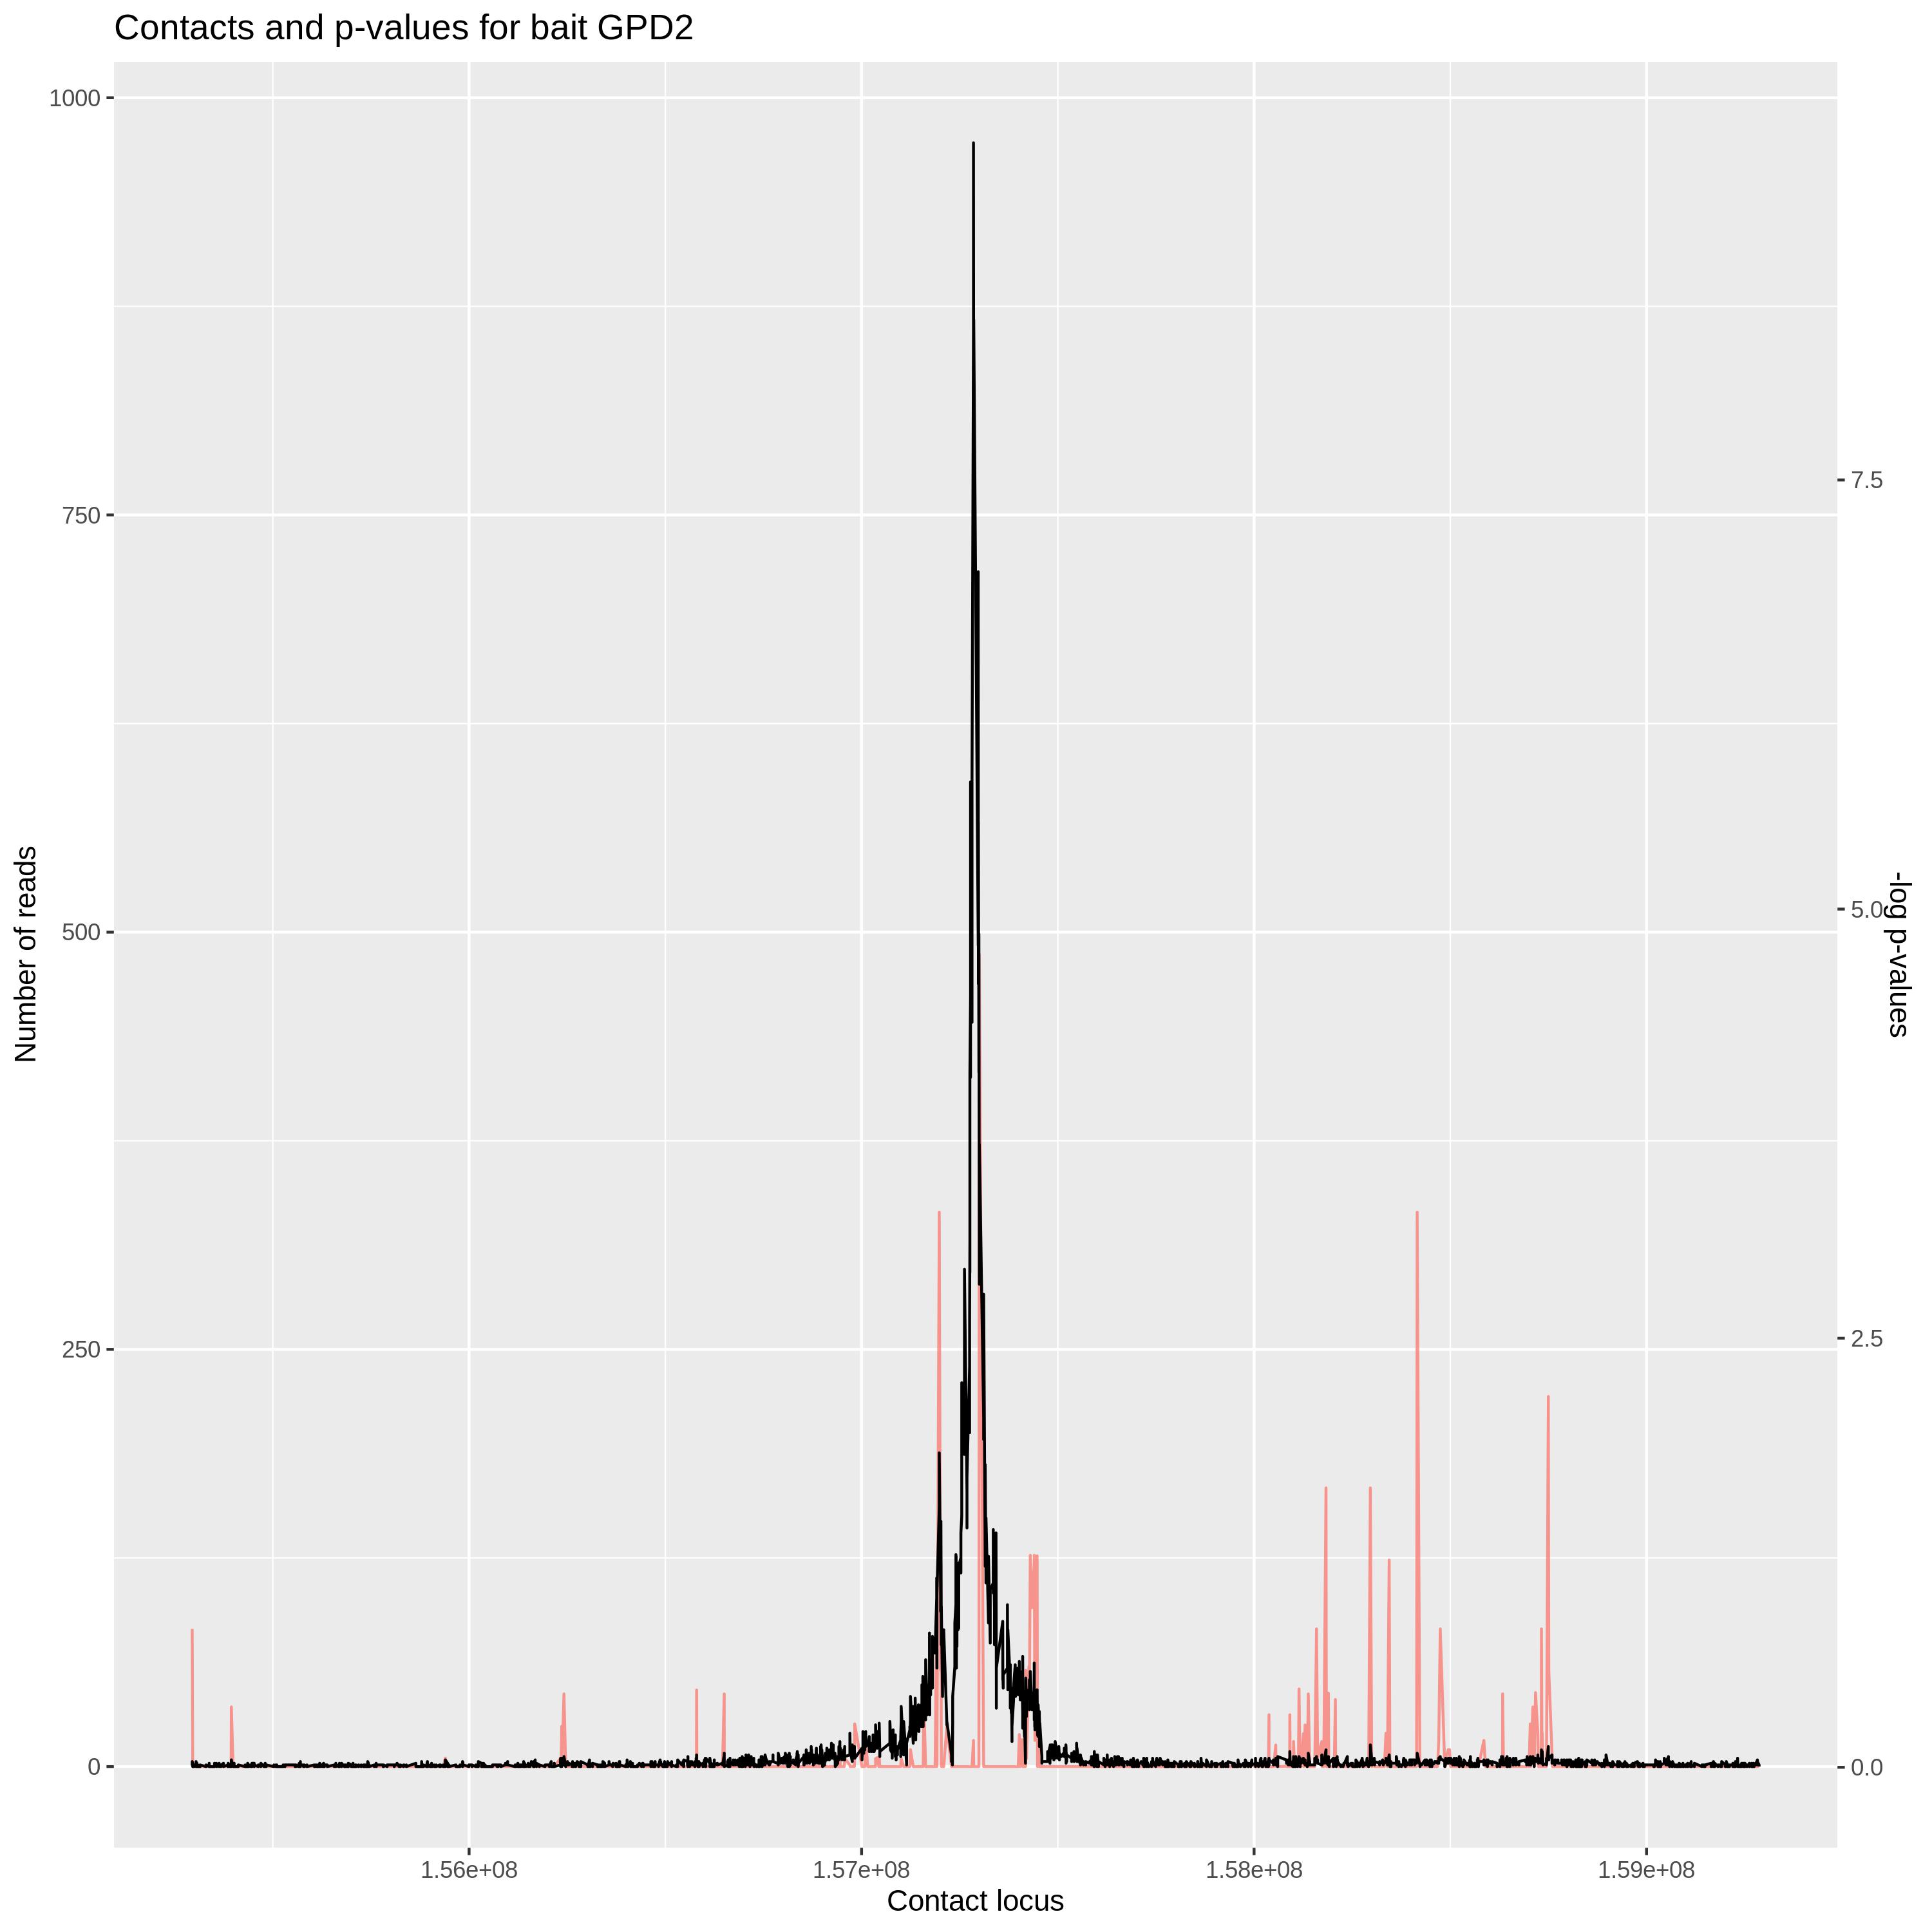 Contacts and p-values for bait GPD2
1000
750
500
250
0
Number of reads
7.5
5.0
2.5
0.0
-log p-values
1.56e+08
1.57e+08
1.58e+08
1.59e+08
Contact locus